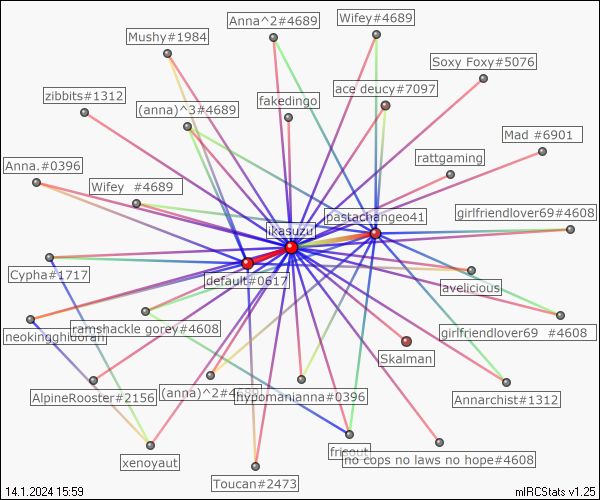 Anna^2#4689
Wifey#4689
Mushy#1984
Soxy Foxy#5076
ace deucy#7097
zibbits#1312
fakedingo
(anna)^3#4689
Mad #6901
rattgaming
Anna.#0396
Wifey #4689
pastachangeo41
girlfriendlover69#4608
ikasuzu
Cypha#1717
default#0617
avelicious
ramshackle gorey#4608
neokingghidorah
girlfriendlover69 #4608
Skalman
AlpineRooster#2156
(anna)^2#4689
hypomanianna#0396
Annarchist#1312
frisout
xenoyaut
no cops no laws no hope#4608
Toucan#2473
14.1.2024 15:59
mIRCStats v1.25